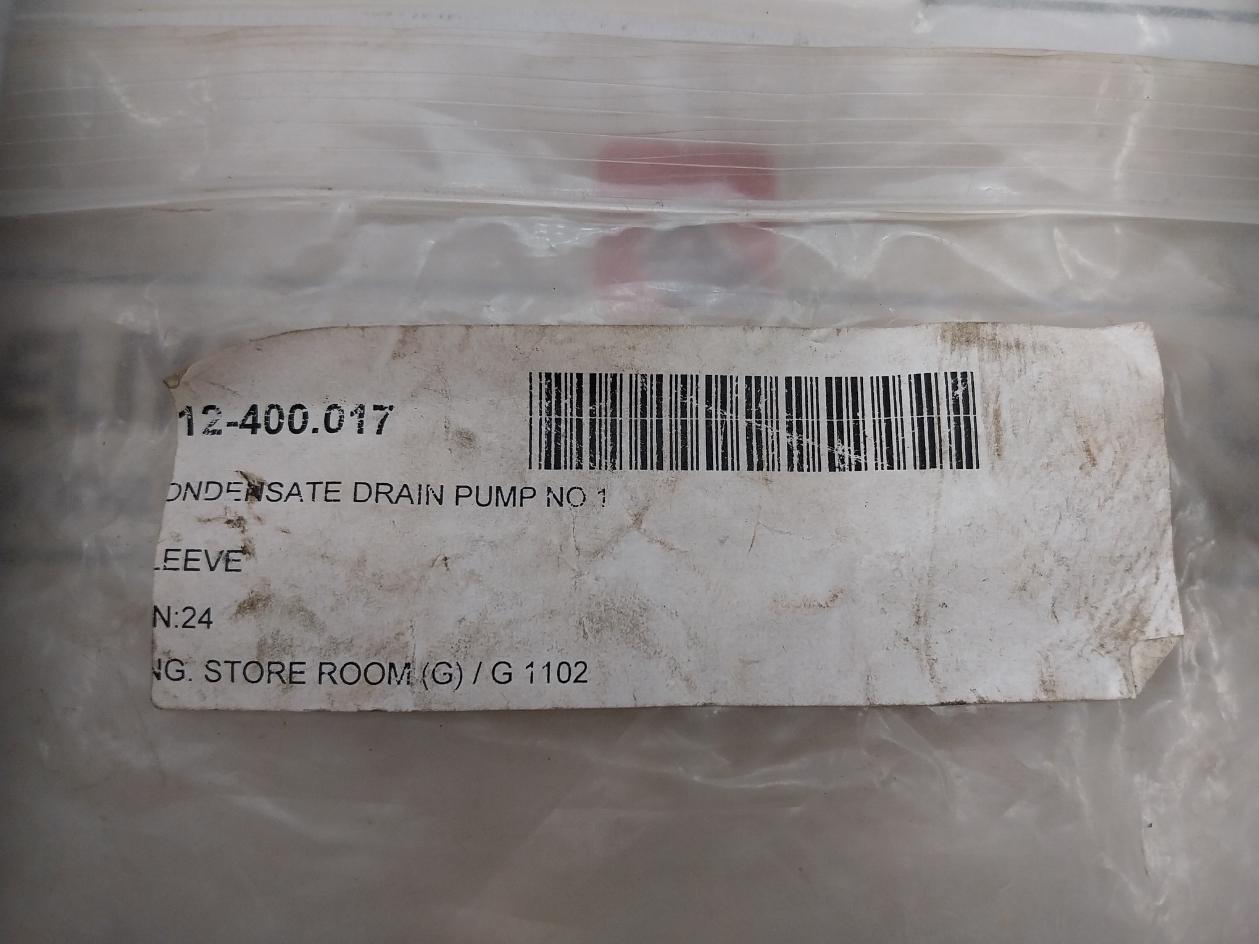 12-400.017
ONDENSATE DRAIN PUMP NO 1
LEEVE
N:24
NG. STORE ROOM (G) / G 1102